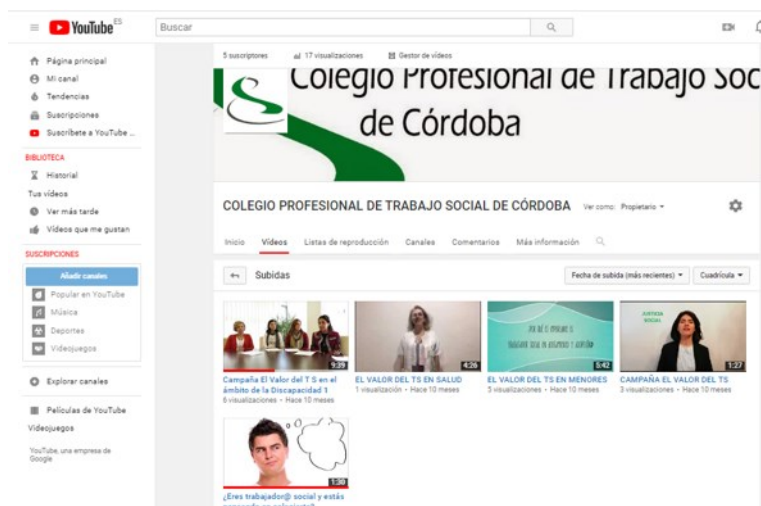 YouTube ES
Buscar
Página principal
Mi canal
Tendencias
Suscripciones
Suscríbete a YouTube ...
BIBLIOTECA
Historial
Tus vídeos
Ver más tarde
Vídeos que me gustan
SUSCRIPCIONES
Añadir canales
Popular en YouTube
Música
Deportes
Videojuegos
Explorar canales
Películas de YouTube
Videojuegos
YouTube, una empresa de
Google
5 suscriptores 17 visualizaciones Gestor de vídeos
Colegio Profesional de Trabajo Soc
de Córdoba
COLEGIO PROFESIONAL DE TRABAJO SOCIAL DE CÓRDOBA Ver como: Propietario
Inicio Vídeos Listas de reproducción Canales Comentarios Más información
Subidas Fecha de subida (más recientes) Cuadrícula
9:39
Campaña El Valor del T S en el
ámbito de la Discapacidad 1
6 visualizaciones • Hace 10 meses
4:26
EL VALOR DEL TS EN SALUD
1 visualización • Hace 10 meses
5:42
EL VALOR DEL TS EN MENORES
3 visualizaciones • Hace 10 meses
JUSTICIA
SOCIAL
1:27
CAMPAÑA EL VALOR DEL TS
3 visualizaciones • Hace 10 meses
1:30
¿Eres trabajador@ social y estás